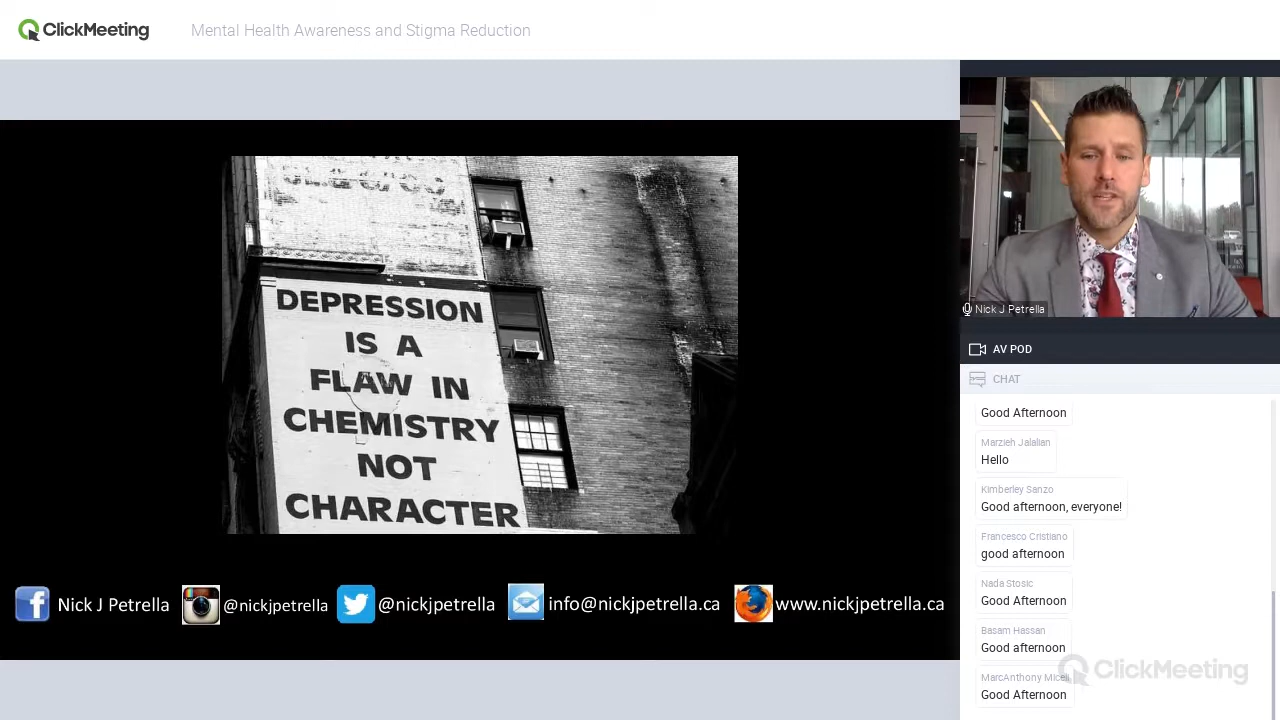 ClickMeeting
Mental Health Awareness and Stigma Reduction
DEPRESSION
IS A
FLAW IN
CHEMISTRY
NOT
CHARACTER
Nick J Petrella
@nickjpetrella
@nickjpetrella
info@nickjpetrella.ca
www.nickjpetrella.ca
Nick J Petrella
AV POD
CHAT
Good Afternoon
Marzieh Jalalian
Hello
Kimberley Sanzo
Good afternoon, everyone!
Francesco Cristiano
good afternoon
Nada Stosic
Good Afternoon
Basam Hassan
Good afternoon
MarcAnthony Miceli
Good Afternoon
ClickMeeting